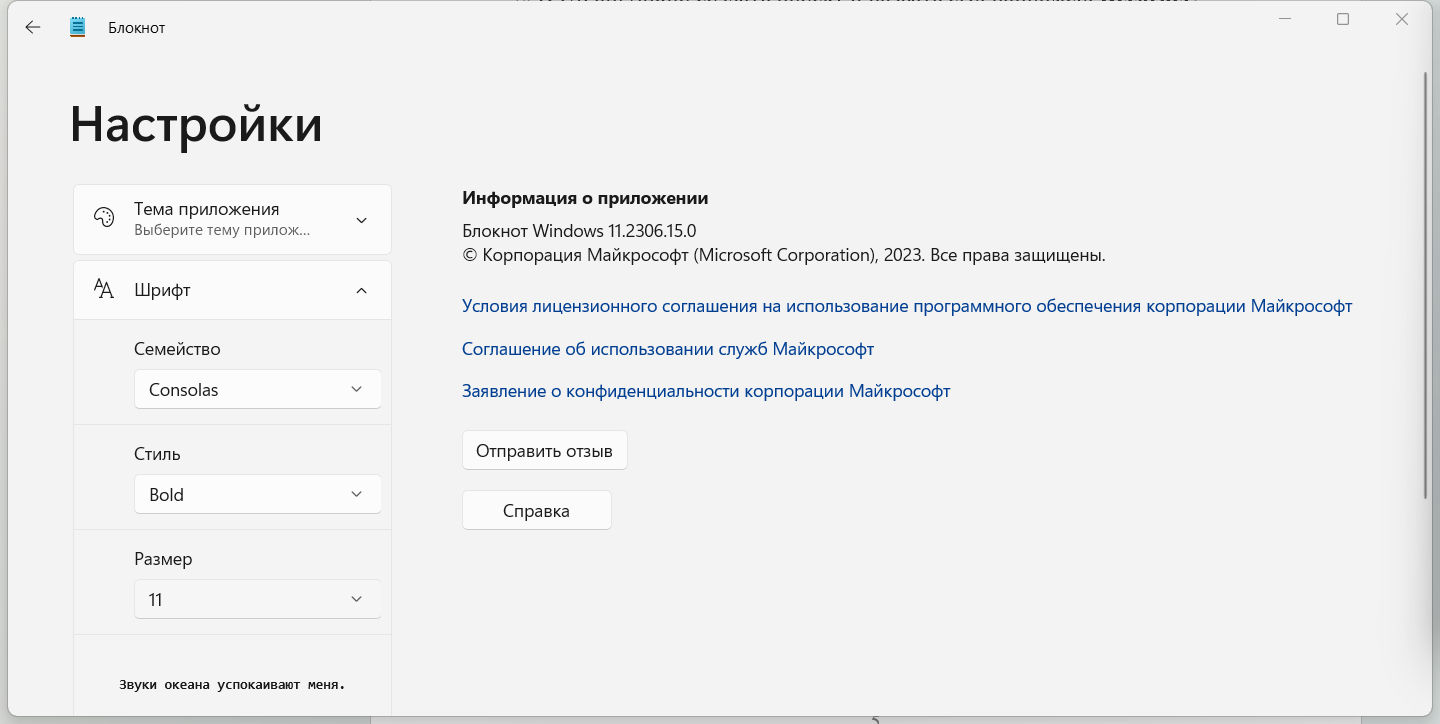 Блокнот
Настройки
Тема приложения
Выберите тему прилож...
Шрифт
Семейство
Consolas
Стиль
Bold
Размер
11
Звуки океана успокаивают меня.
Информация о приложении
Блокнот Windows 11.2306.15.0
© Корпорация Майкрософт (Microsoft Corporation), 2023. Все права защищены.
Условия лицензионного соглашения на использование программного обеспечения корпорации Майкрософт
Соглашение об использовании служб Майкрософт
Заявление о конфиденциальности корпорации Майкрософт
Отправить отзыв
Справка